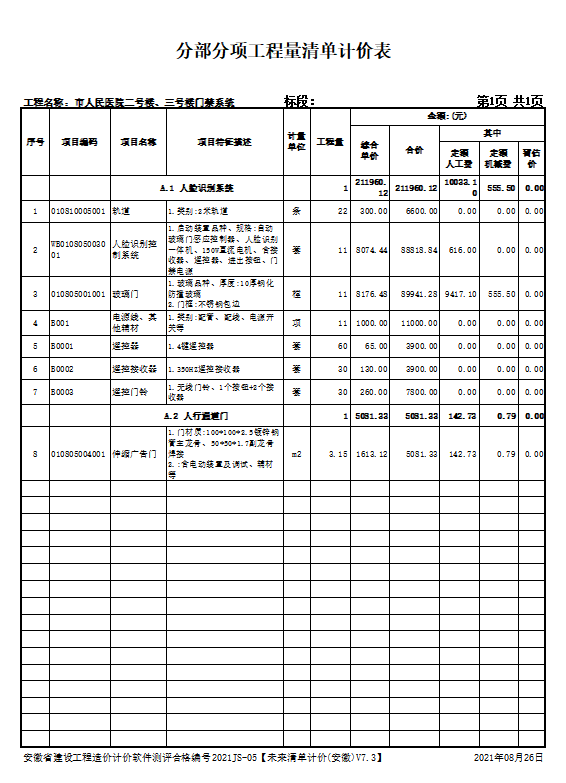 分部分项工程量清单计价表
工程名称：市人民医院二号楼、三号楼门禁系统 标段： 第1页 共1页
序号 项目编码 项目名称 项目特征描述 计量单位 工程量 金额：(元)
综合单价 合价 其中
定额人工费 定额机械费 暂估价
A.1 人脸识别系统 1 211960.12 211960.12 10033.10 555.50 0.00
1 010810005001 轨道 1.类别:2米轨道 条 22 300.00 6600.00 0.00 0.00 0.00
2 WB010805003001 人脸识别控制系统 1.启动装置品种、规格:自动玻璃门感应控制器、人脸识别一体机、150W直流电机、含接收器、遥控器、进出按钮、门禁电源 套 11 8074.44 88818.84 616.00 0.00 0.00
3 010805001001 玻璃门 1.玻璃品种、厚度:10厚钢化防撞玻璃
2.门框:不锈钢包边 樘 11 8176.48 89941.28 9417.10 555.50 0.00
4 B001 电源线、其他辅材 1.类别:配管、配线、电源开关等 项 11 1000.00 11000.00 0.00 0.00 0.00
5 B0001 遥控器 1.4键遥控器 套 60 65.00 3900.00 0.00 0.00 0.00
6 B0002 遥控接收器 1.350HZ遥控接收器 套 30 130.00 3900.00 0.00 0.00 0.00
7 B0003 遥控门铃 1.无线门铃、1个按钮+2个接收器 套 30 260.00 7800.00 0.00 0.00 0.00
A.2 人行通道门 1 5081.33 5081.33 142.73 0.79 0.00
8 010805004001 伸缩广告门 1.门材质:100*100*2.5镀锌钢管主龙骨、50*50*1.7副龙骨焊接
2.:含电动装置及调试、辅材等 m2 3.15 1613.12 5081.33 142.73 0.79 0.00
安徽省建设工程造价计价软件测评合格编号2021JS-05【未来清单计价(安徽)V7.3】 2021年08月26日